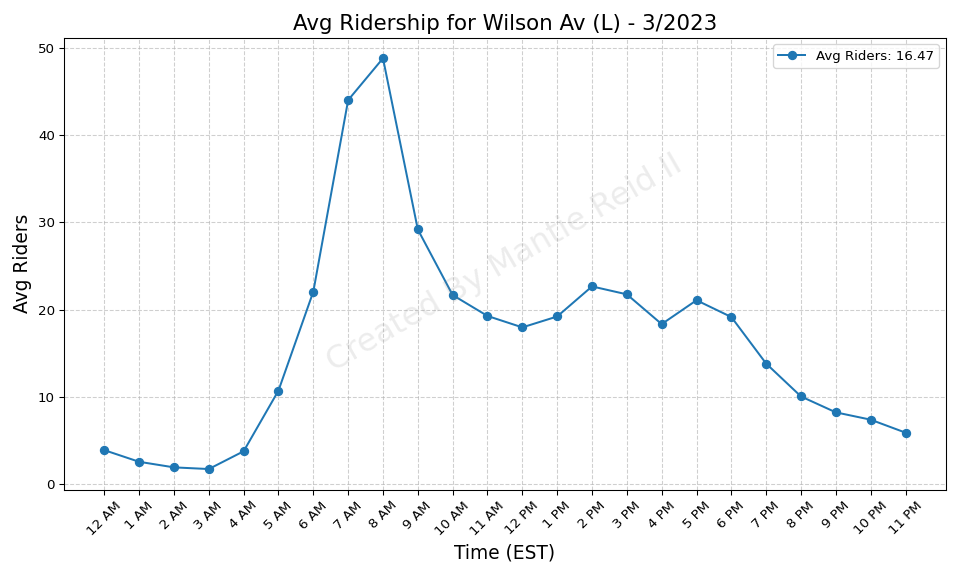 Avg Ridership for Wilson Av (L) - 3/2023
Avg Riders: 16.47
Avg Riders
50
40
30
20
10
0
Created By Mantie Reid II
12 AM
1 AM
2 AM
3 AM
4 AM
5 AM
6 AM
7 AM
8 AM
9 AM
10 AM
11 AM
12 PM
1 PM
2 PM
3 PM
4 PM
5 PM
6 PM
7 PM
8 PM
9 PM
10 PM
11 PM
Time (EST)